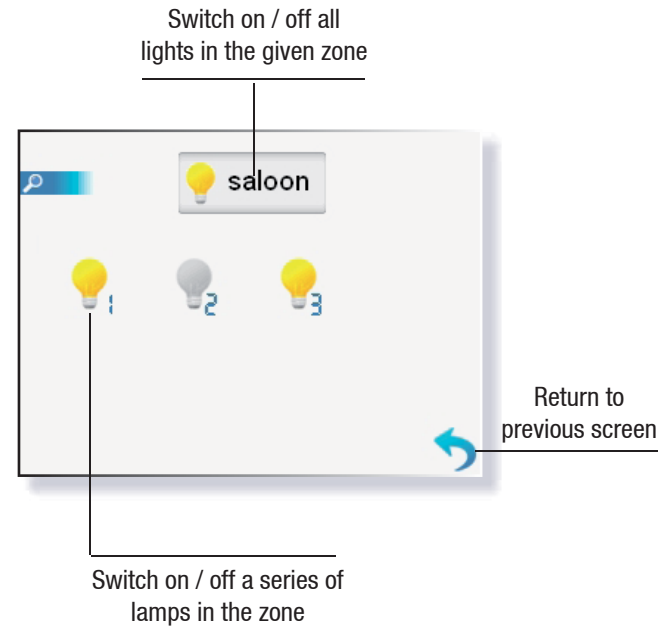 Switch on / off all
lights in the given zone
saloon
1 2 3
Return to
previous screen
Switch on / off a series of
lamps in the zone